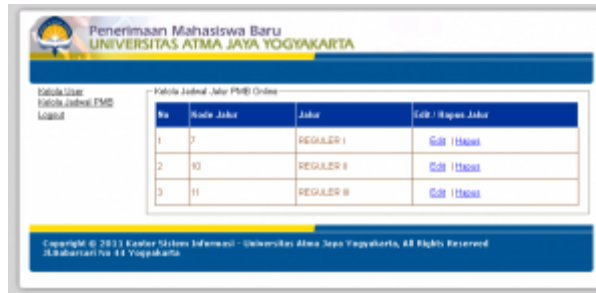 Penerimaan Mahasiswa Baru
UNIVERSITAS ATMA JAYA YOGYAKARTA
Kelola User
Kelola Jadwal PMB
Logout
Kelola Jadwal Jalur PMB Online
No Kode Jalur Jalur Edit / Hapus Jalur
1 7 REGULER I Edit | Hapus
2 10 REGULER II Edit | Hapus
3 11 REGULER III Edit | Hapus
Copyright © 2011 Kantor Sistem Informasi - Universitas Atma Jaya Yogyakarta, All Rights Reserved
Jl.Babarsari No 44 Yogyakarta